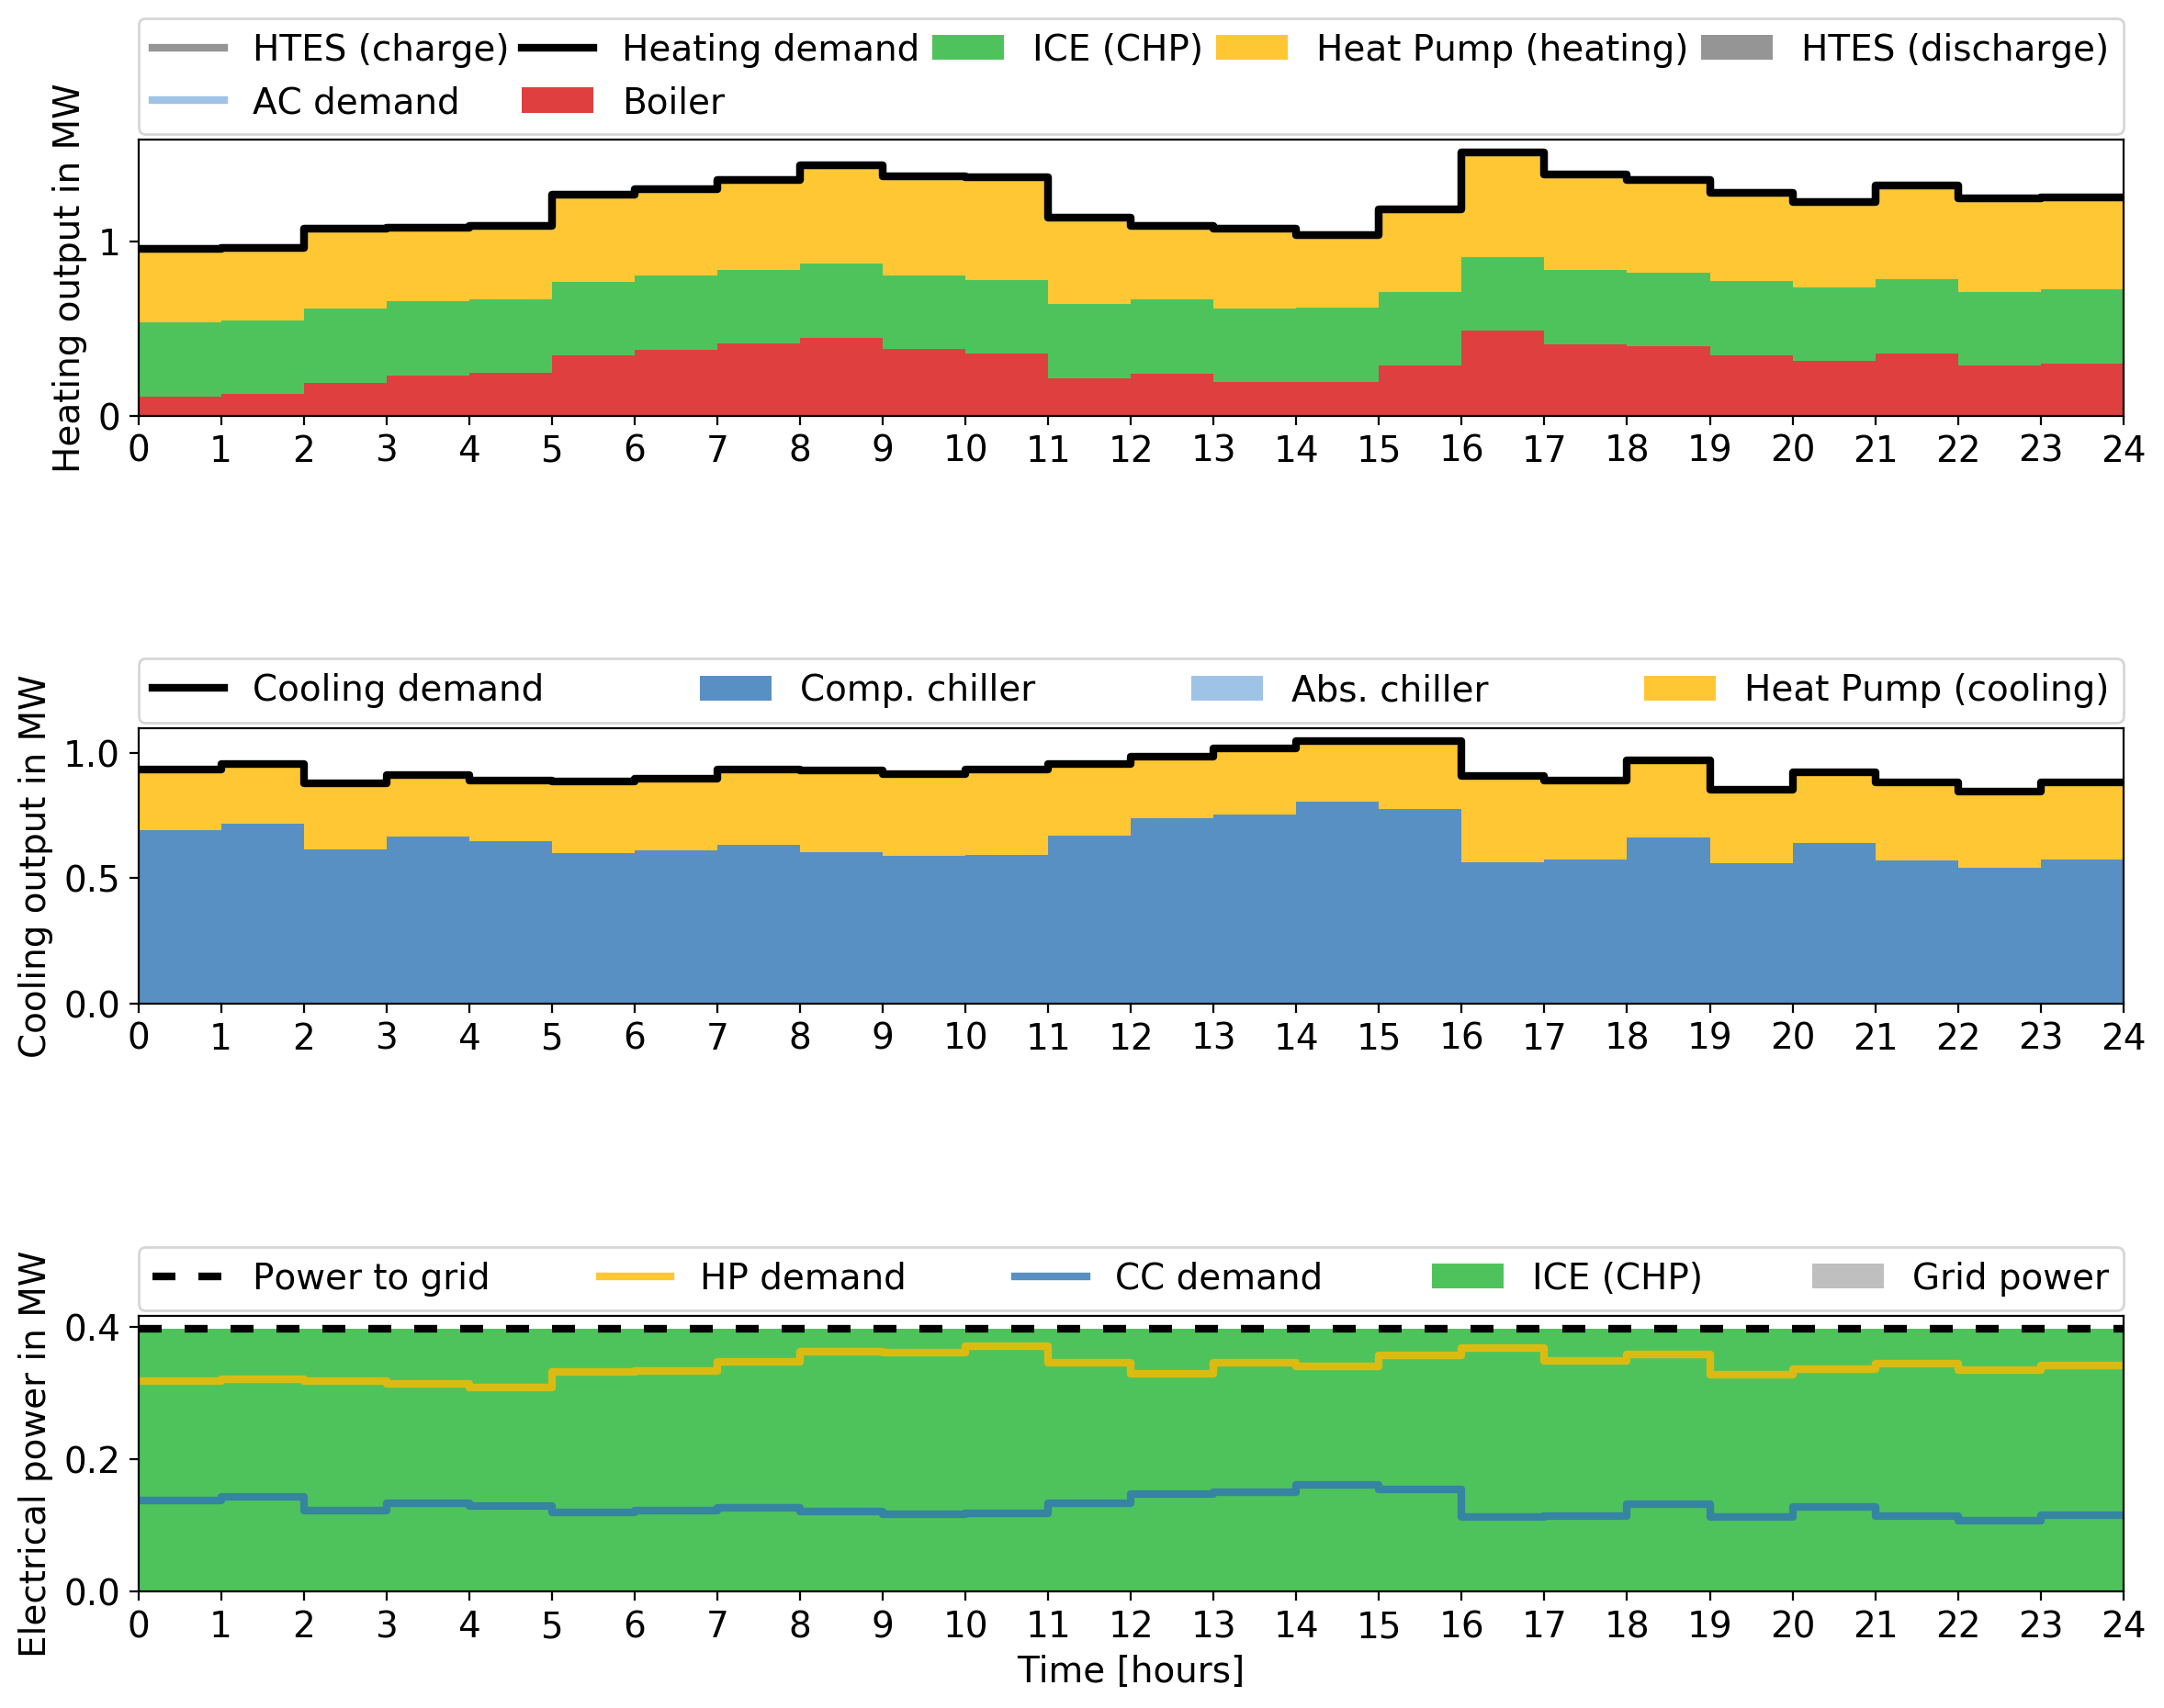 HTES (charge) Heating demand ICE (CHP) Heat Pump (heating) HTES (discharge)
AC demand Boiler
Heating output in MW
1
0
0 1 2 3 4 5 6 7 8 9 10 11 12 13 14 15 16 17 18 19 20 21 22 23 24
Cooling demand Comp. chiller Abs. chiller Heat Pump (cooling)
Cooling output in MW
1.0
0.5
0.0
0 1 2 3 4 5 6 7 8 9 10 11 12 13 14 15 16 17 18 19 20 21 22 23 24
Power to grid HP demand CC demand ICE (CHP) Grid power
Electrical power in MW
0.4
0.2
0.0
0 1 2 3 4 5 6 7 8 9 10 11 12 13 14 15 16 17 18 19 20 21 22 23 24
Time [hours]